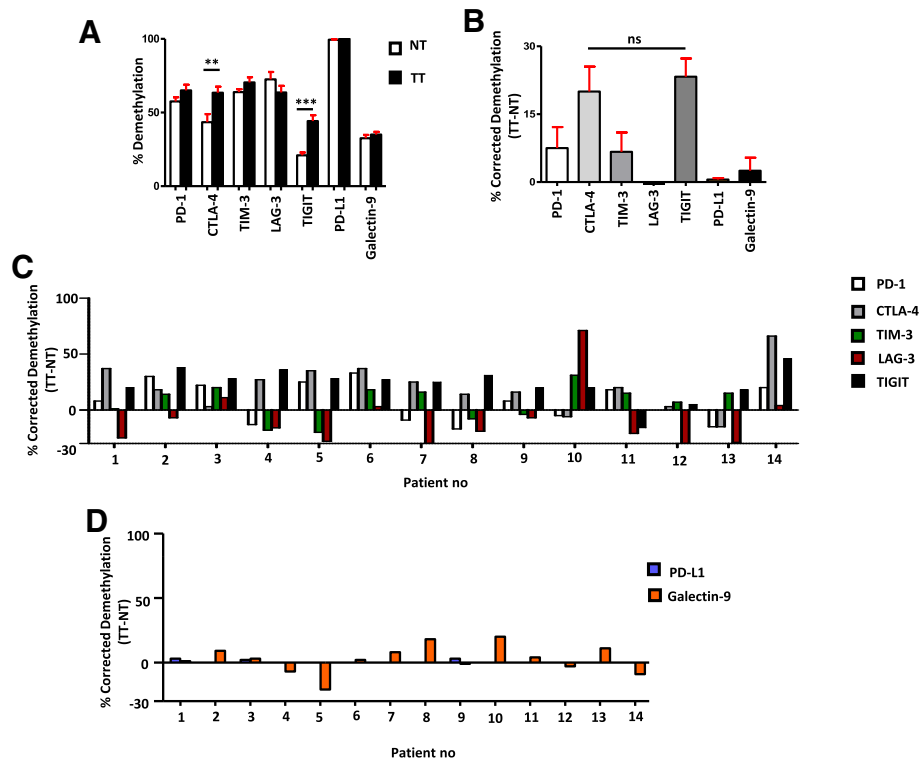 A
% Demethylation
100
50
0
**
***
NT
TT
PD-1
CTLA-4
TIM-3
LAG-3
TIGIT
PD-L1
Galectin-9
B
% Corrected Demethylation
(TT-NT)
30
15
0
ns
PD-1
CTLA-4
TIM-3
LAG-3
TIGIT
PD-L1
Galectin-9
C
% Corrected Demethylation
(TT-NT)
100
50
0
-30
1 2 3 4 5 6 7 8 9 10 11 12 13 14
Patient no
PD-1
CTLA-4
TIM-3
LAG-3
TIGIT
D
% Corrected Demethylation
(TT-NT)
100
50
0
-30
1 2 3 4 5 6 7 8 9 10 11 12 13 14
Patient no
PD-L1
Galectin-9